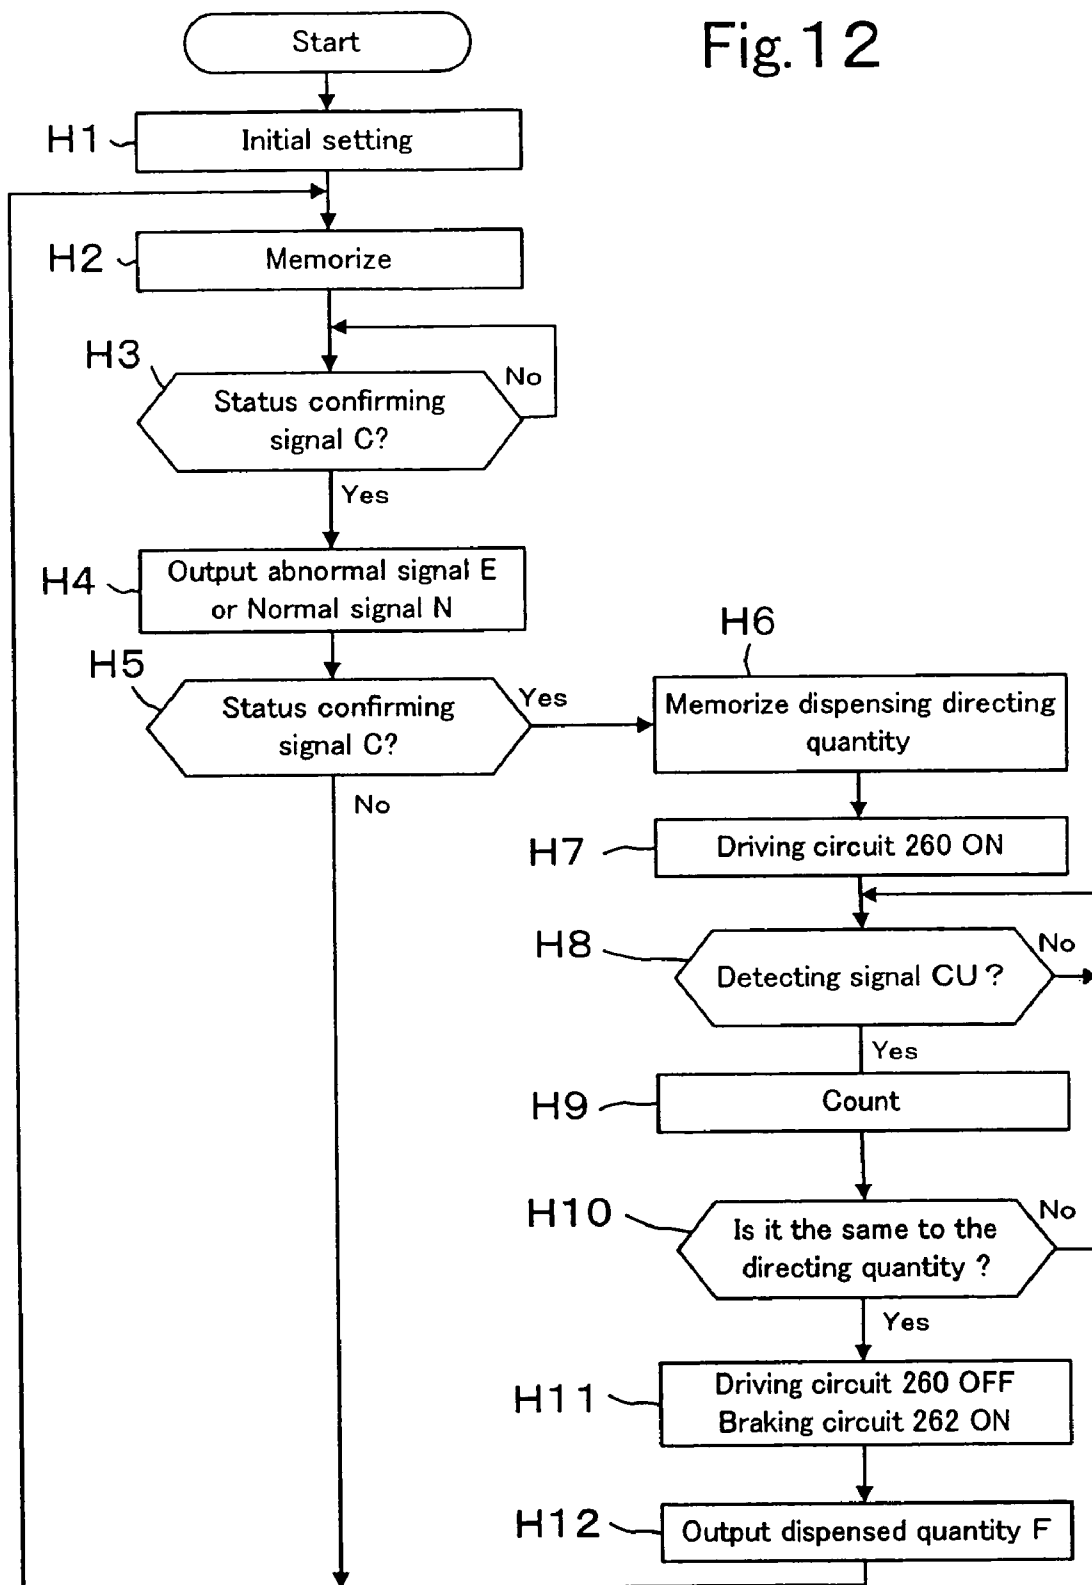 Fig.12
Start
H1
Initial setting
H2
Memorize
H3
Status confirming
signal C?
No
Yes
H4
Output abnormal signal E
or Normal signal N
H5
Status confirming
signal C?
Yes
No
H6
Memorize dispensing directing
quantity
H7
Driving circuit 260 ON
H8
Detecting signal CU ?
No
Yes
H9
Count
H10
Is it the same to the
directing quantity ?
No
Yes
H11
Driving circuit 260 OFF
Braking circuit 262 ON
H12
Output dispensed quantity F